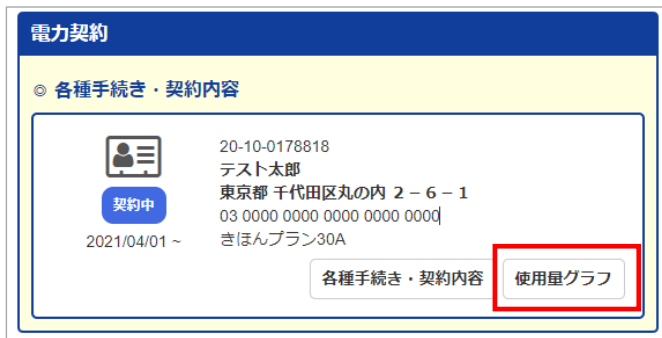 電力契約
◎ 各種手続き・契約内容
20-10-0178818
テスト太郎
東京都 千代田区丸の内 2－6－1
契約中
03 0000 0000 0000 0000 0000
2021/04/01 ~
きほんプラン30A
各種手続き・契約内容
使用量グラフ